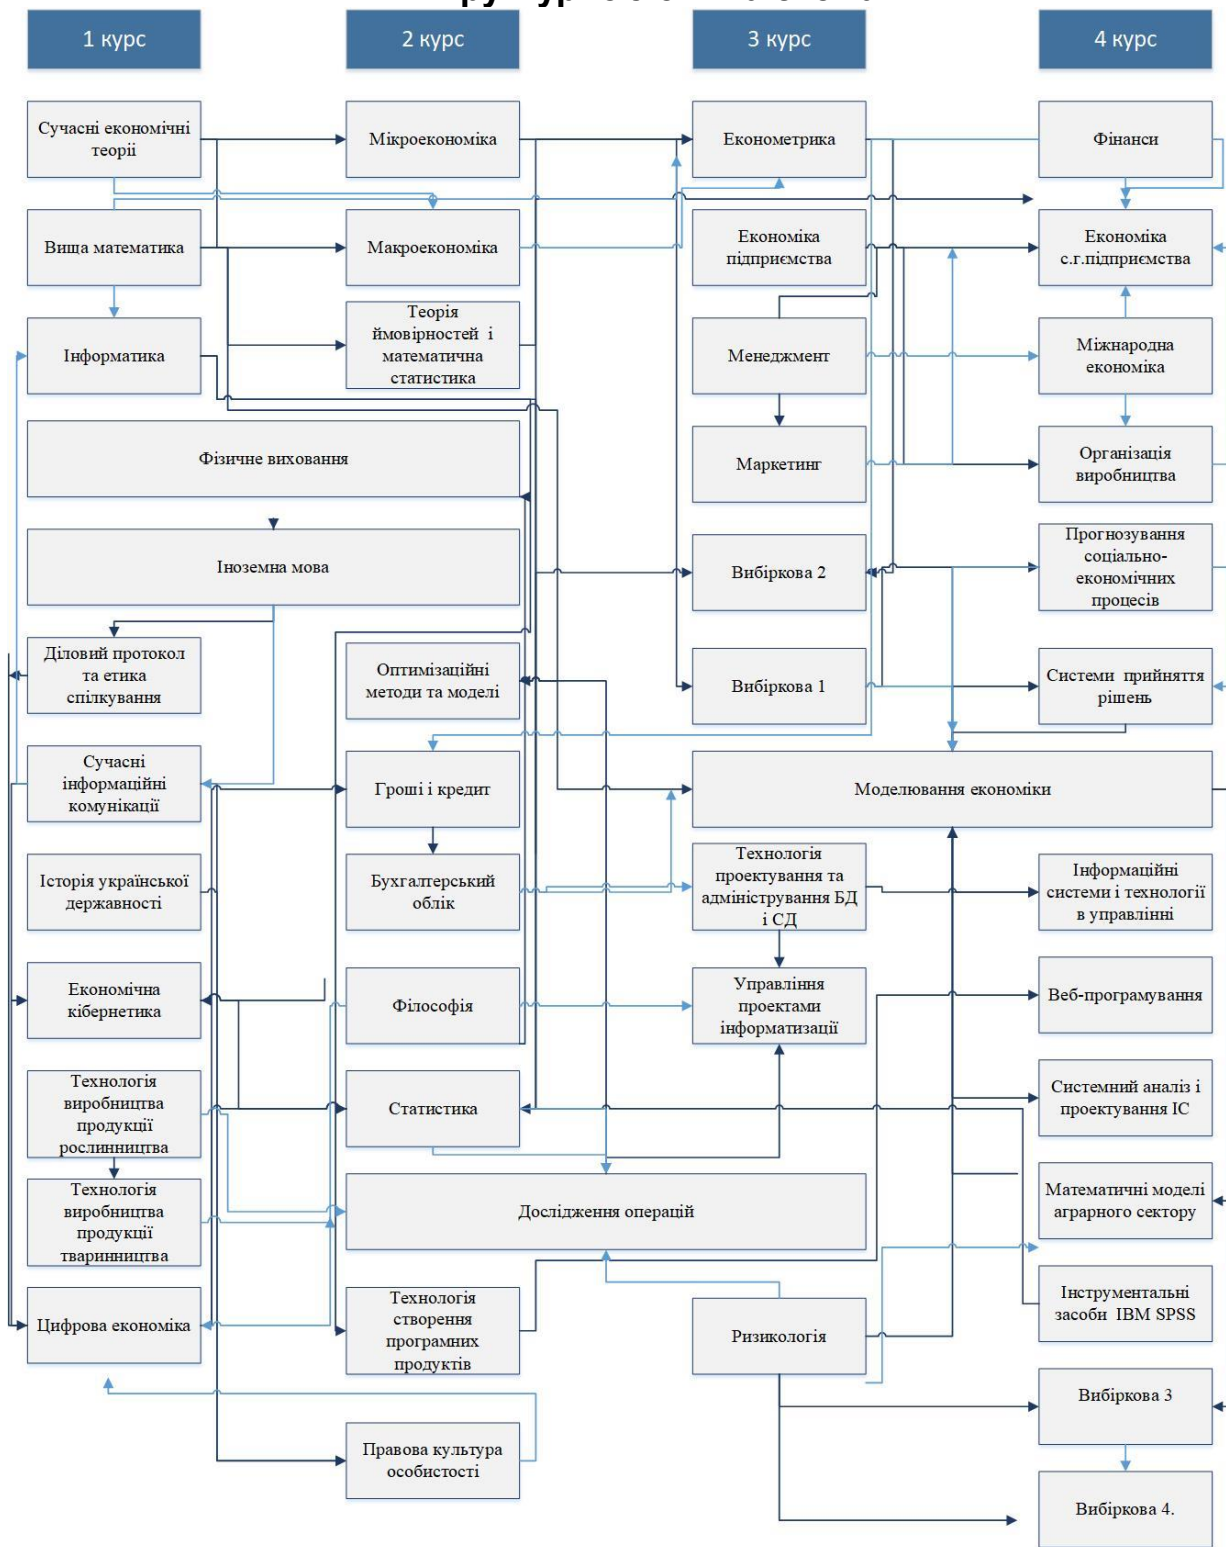 1 курс
2 курс
3 курс
4 курс
Сучасні економічні
теорії
Мікроекономіка
Економетрика
Фінанси
Вища математика
Макроекономіка
Економіка
підприємства
Економіка
с.г.підприємства
Інформатика
Теорія
ймовірностей і
математична
статистика
Менеджмент
Міжнародна
економіка
Фізичне виховання
Маркетинг
Організація
виробництва
Іноземна мова
Вибіркова 2
Прогнозування
соціально-
економічних
процесів
Діловий протокол
та етика
спілкування
Оптимізаційні
методи та моделі
Вибіркова 1
Системи прийняття
рішень
Сучасні
інформаційні
комунікації
Гроші і кредит
Моделювання економіки
Історія української
державності
Бухгалтерський
облік
Технологія
проектування та
адміністрування БД
і СД
Інформаційні
системи і технології
в управлінні
Економічна
кібернетика
Філософія
Управління
проектами
інформатизації
Веб-програмування
Технологія
виробництва
продукції
рослинництва
Статистика
Системний аналіз і
проектування ІС
Технологія
виробництва
продукції
тваринництва
Дослідження операцій
Математичні моделі
аграрного сектору
Цифрова економіка
Технологія
створення
програмних
продуктів
Ризикологія
Інструментальні
засоби IBM SPSS
Вибіркова 3
Правова культура
особистості
Вибіркова 4.